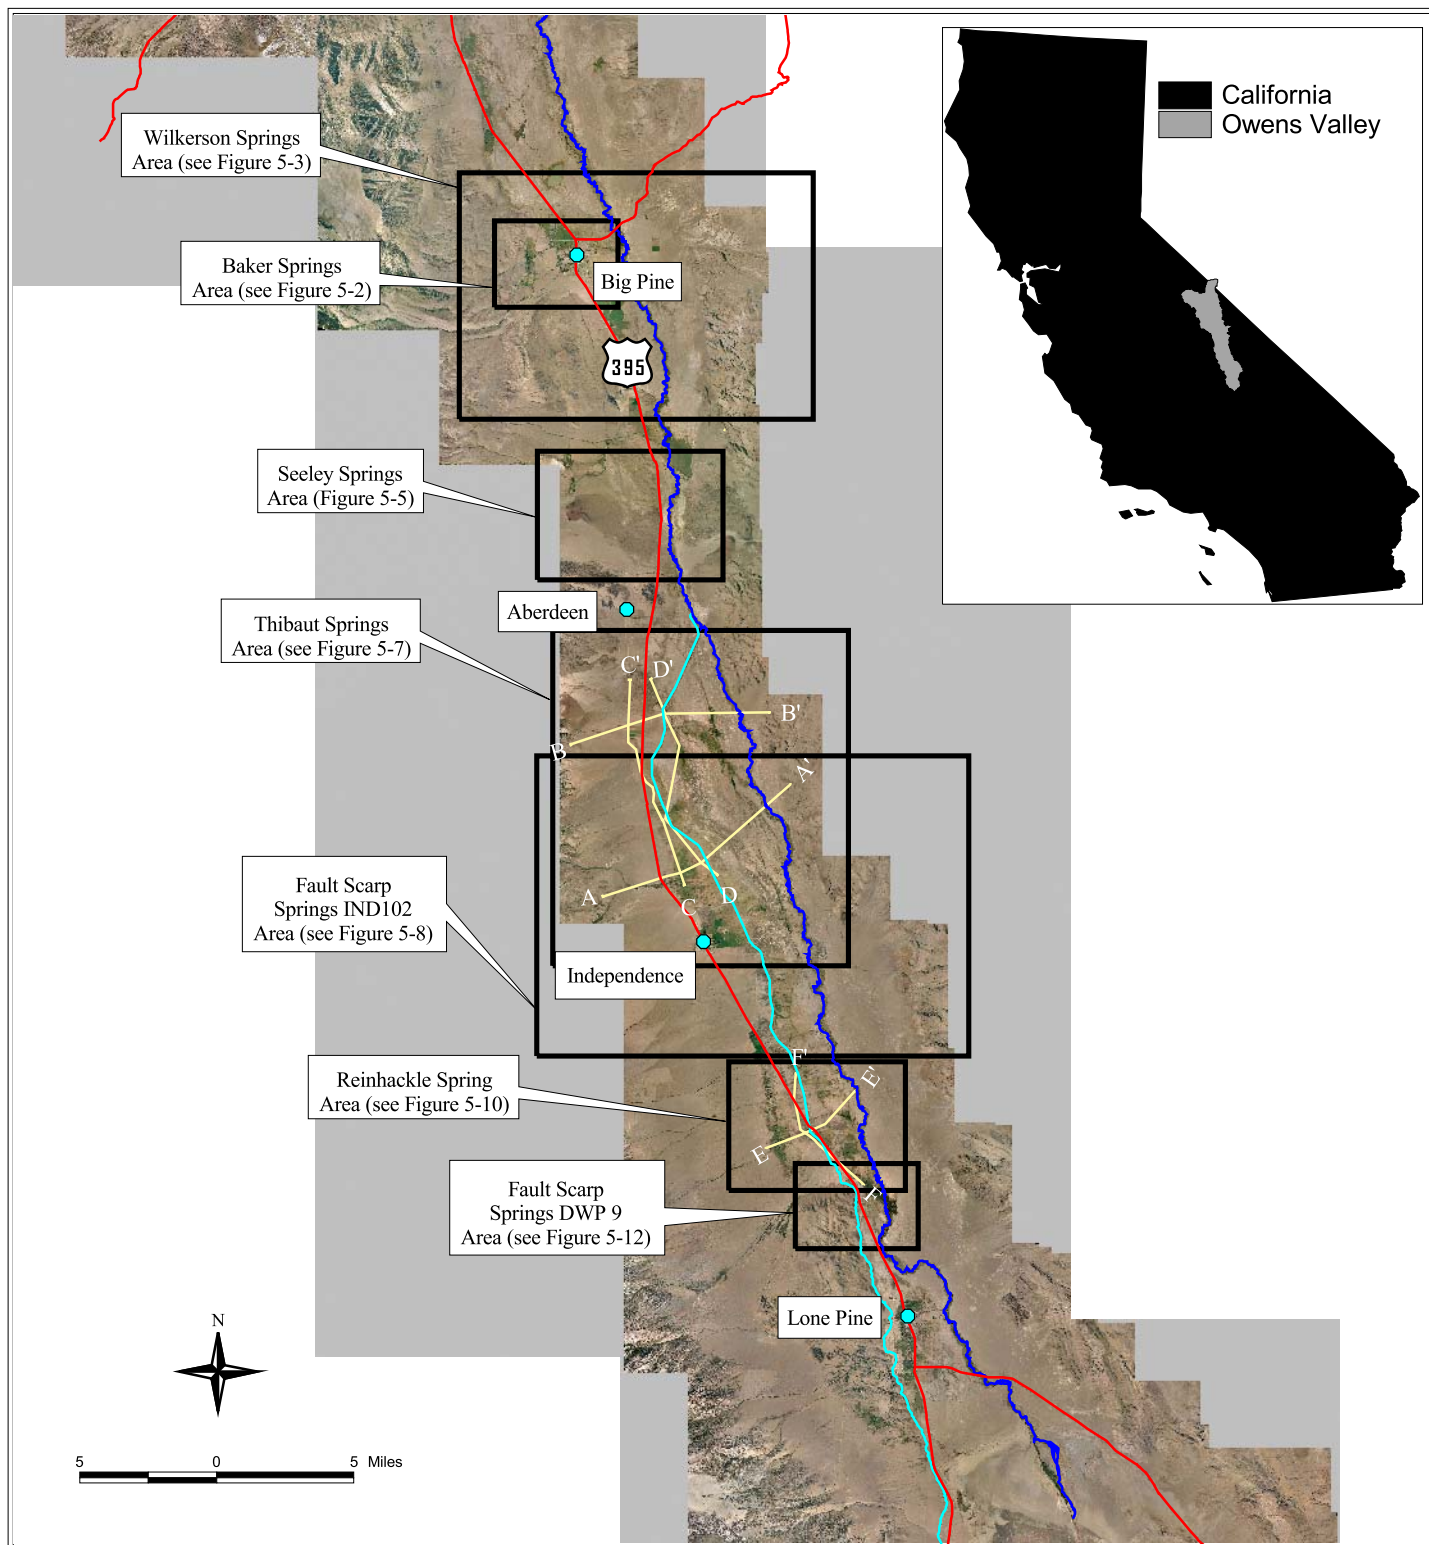 California
Owens Valley
Wilkerson Springs
Area (see Figure 5-3)
Baker Springs
Area (see Figure 5-2)
Big Pine
395
Seeley Springs
Area (Figure 5-5)
Aberdeen
Thibaut Springs
Area (see Figure 5-7)
C'
D'
B'
B
A'
A
C
D
Fault Scarp
Springs IND102
Area (see Figure 5-8)
Independence
F'
E'
Reinhackle Spring
Area (see Figure 5-10)
E
F
Fault Scarp
Springs DWP 9
Area (see Figure 5-12)
Lone Pine
N
5 0 5 Miles